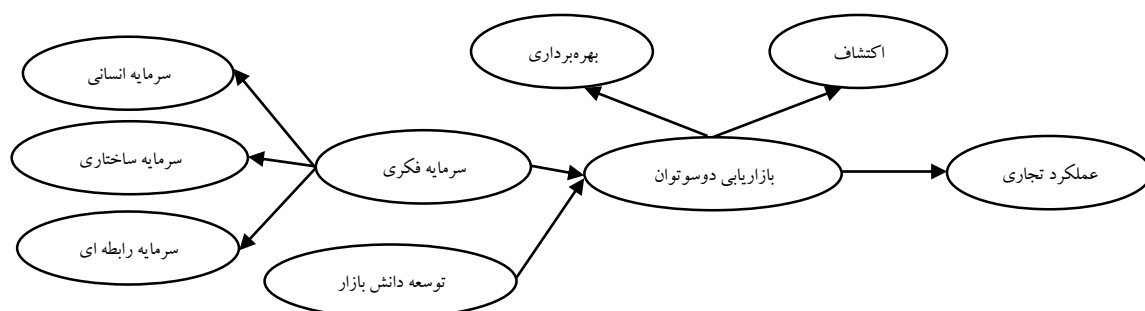 اکتشاف
بهره‌برداری
سرمایه انسانی
سرمایه ساختاری
سرمایه فکری
بازاریابی دوسوتوان
عملکرد تجاری
سرمایه رابطه ای
توسعه دانش بازار